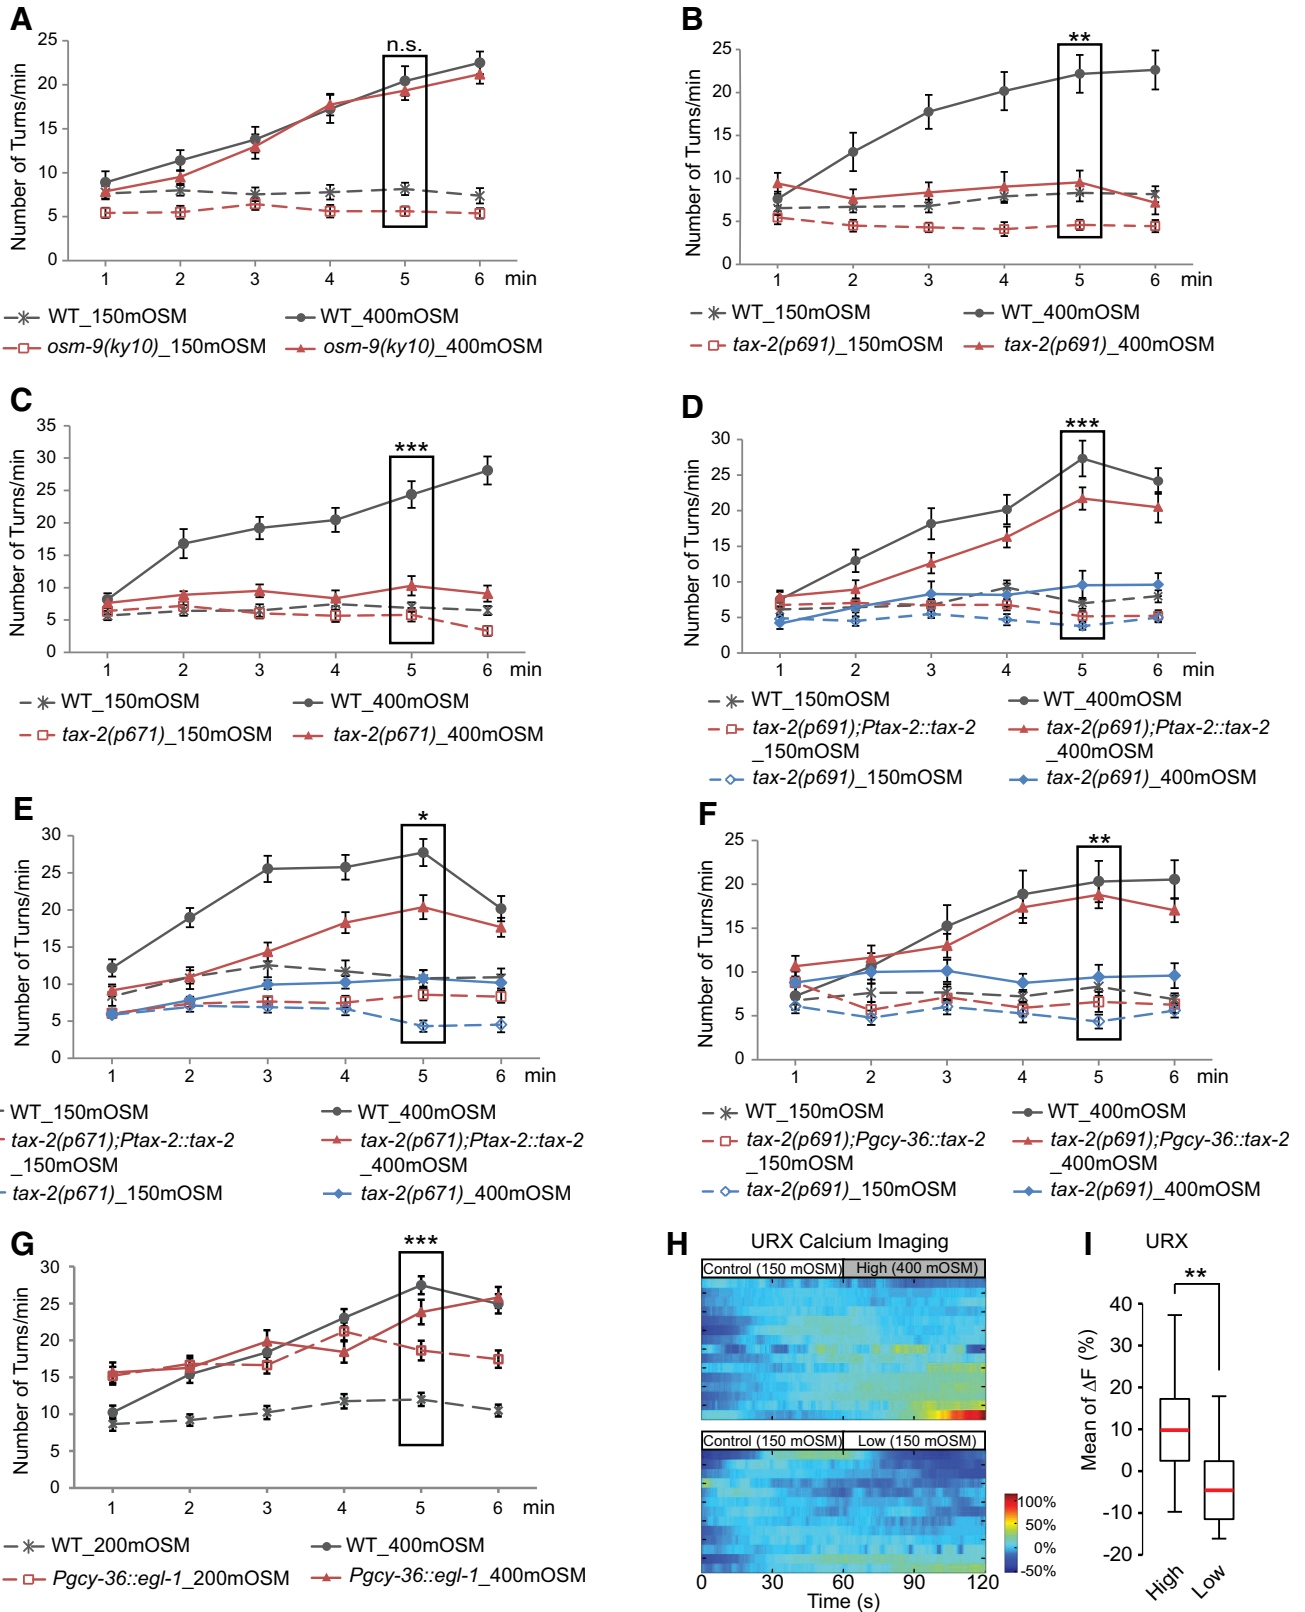 A
n.s.
25
20
15
10
5
0
Number of Turns/min
1 2 3 4 5 6 min
WT_150mOSM WT_400mOSM
osm-9(ky10)_150mOSM osm-9(ky10)_400mOSM
B
**
25
20
15
10
5
0
Number of Turns/min
1 2 3 4 5 6 min
WT_150mOSM WT_400mOSM
tax-2(p691)_150mOSM tax-2(p691)_400mOSM
C
***
35
30
25
20
15
10
5
0
Number of Turns/min
1 2 3 4 5 6 min
WT_150mOSM WT_400mOSM
tax-2(p671)_150mOSM tax-2(p671)_400mOSM
D
***
30
25
20
15
10
5
0
Number of Turns/min
1 2 3 4 5 6 min
WT_150mOSM WT_400mOSM
tax-2(p691);Ptax-2::tax-2 tax-2(p691);Ptax-2::tax-2
_150mOSM _400mOSM
tax-2(p691)_150mOSM tax-2(p691)_400mOSM
E
*
30
25
20
15
10
5
0
Number of Turns/min
1 2 3 4 5 6 min
WT_150mOSM WT_400mOSM
tax-2(p671);Ptax-2::tax-2 tax-2(p671);Ptax-2::tax-2
_150mOSM _400mOSM
tax-2(p671)_150mOSM tax-2(p671)_400mOSM
F
**
25
20
15
10
5
0
Number of Turns/min
1 2 3 4 5 6 min
WT_150mOSM WT_400mOSM
tax-2(p691);Pgcy-36::tax-2 tax-2(p691);Pgcy-36::tax-2
_150mOSM _400mOSM
tax-2(p691)_150mOSM tax-2(p691)_400mOSM
G
***
30
25
20
15
10
5
0
Number of Turns/min
1 2 3 4 5 6 min
WT_200mOSM WT_400mOSM
Pgcy-36::egl-1_200mOSM Pgcy-36::egl-1_400mOSM
H
URX Calcium Imaging
Control (150 mOSM) High (400 mOSM)
Control (150 mOSM) Low (150 mOSM)
100%
50%
0%
-50%
0 30 60 90 120
Time (s)
I
URX
**
40
30
20
10
0
-10
-20
Mean of ΔF (%)
High Low